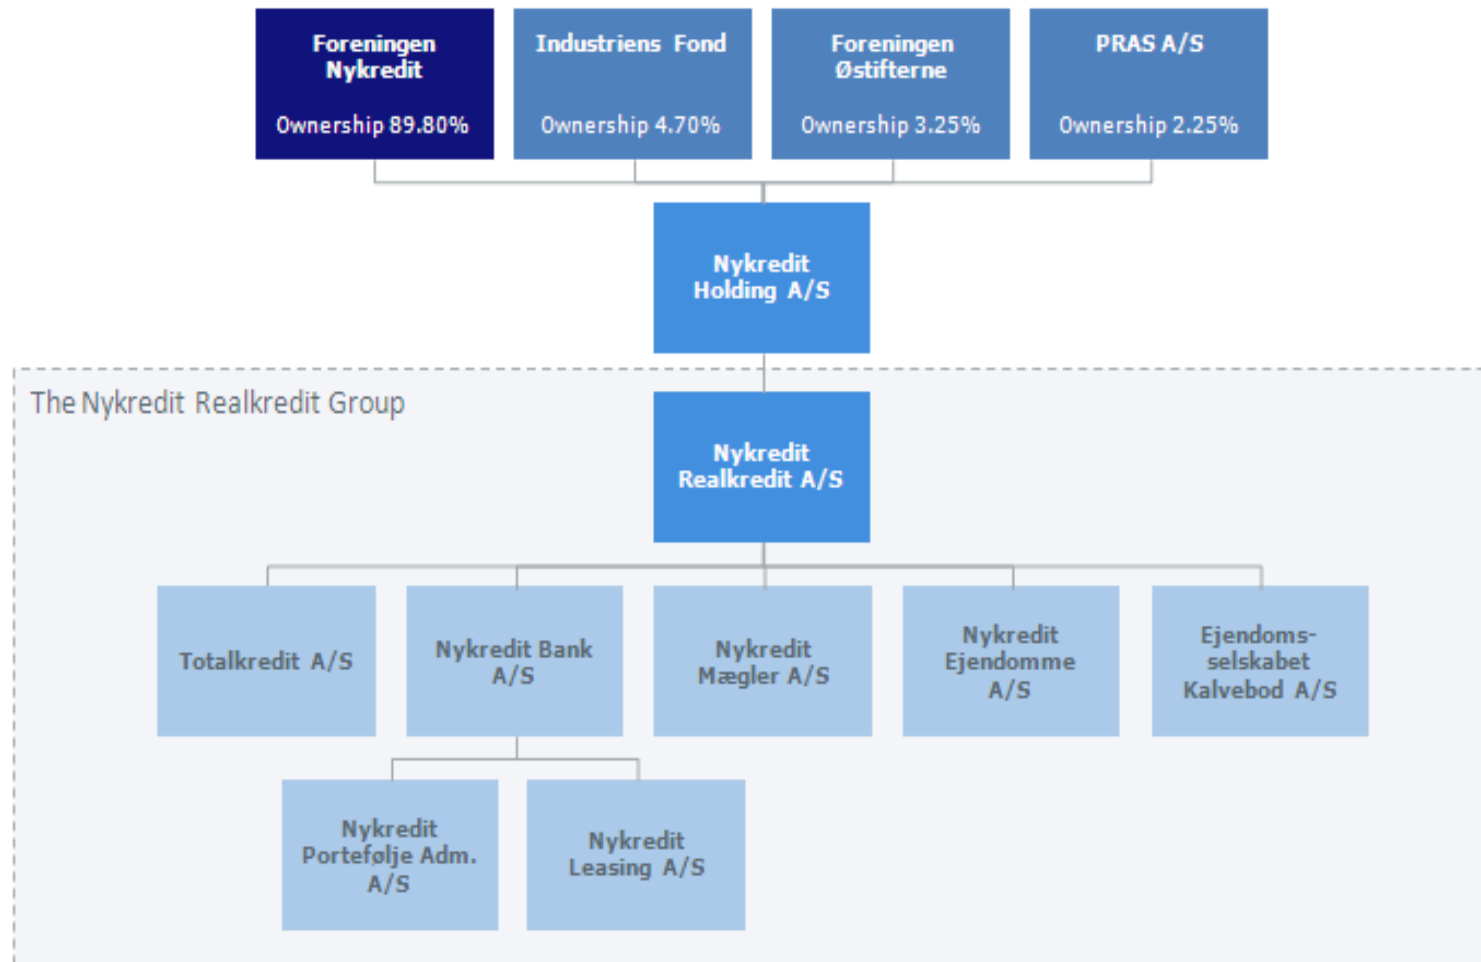 Foreningen
Nykredit
Ownership 89.80%
Industriens Fond
Ownership 4.70%
Foreningen
Østifterne
Ownership 3.25%
PRAS A/S
Ownership 2.25%
Nykredit
Holding A/S
The Nykredit Realkredit Group
Nykredit
Realkredit A/S
Totalkredit A/S
Nykredit Bank
A/S
Nykredit
Mægler A/S
Nykredit
Ejendomme
A/S
Ejendoms-
selskabet
Kalvebod A/S
Nykredit
Portefølje Adm.
A/S
Nykredit
Leasing A/S